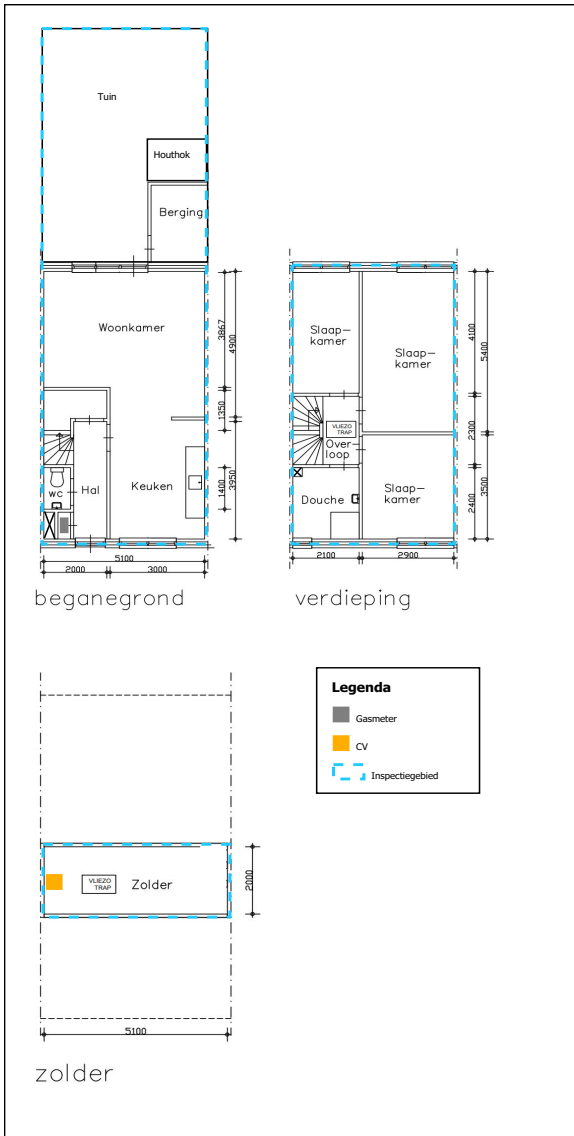 Tuin
Houthok
Berging
Woonkamer
3867
4900
1350
3950
1400
wc
Hal
Keuken
5100
2000
3000
beganegrond
Slaap-
kamer
Slaap-
kamer
4100
5400
VLIEZO
TRAP
Over-
loop
2300
Douche
Slaap-
kamer
3500
2400
2100
2900
verdieping
Legenda
Gasmeter
CV
Inspectiegebied
VLIEZO
TRAP
Zolder
2000
5100
zolder